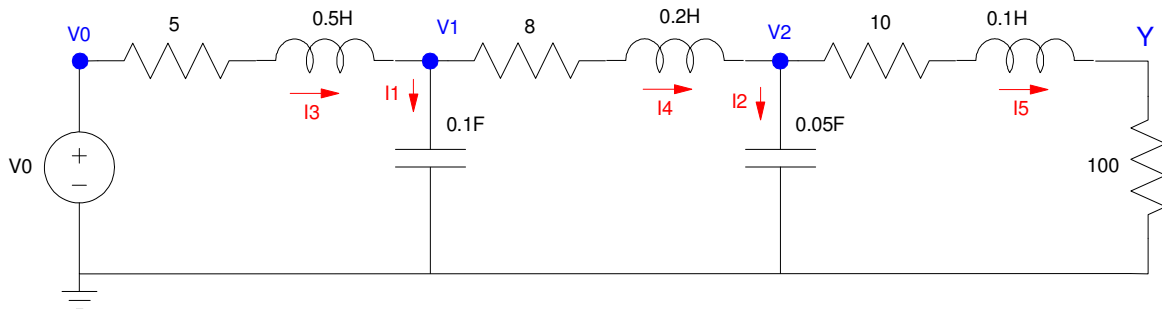 5 0.5H 8 0.2H 10 0.1H
V0 V1 V2 Y
I3 I1 I4 I2 I5
0.1F 0.05F
V0 + − 100